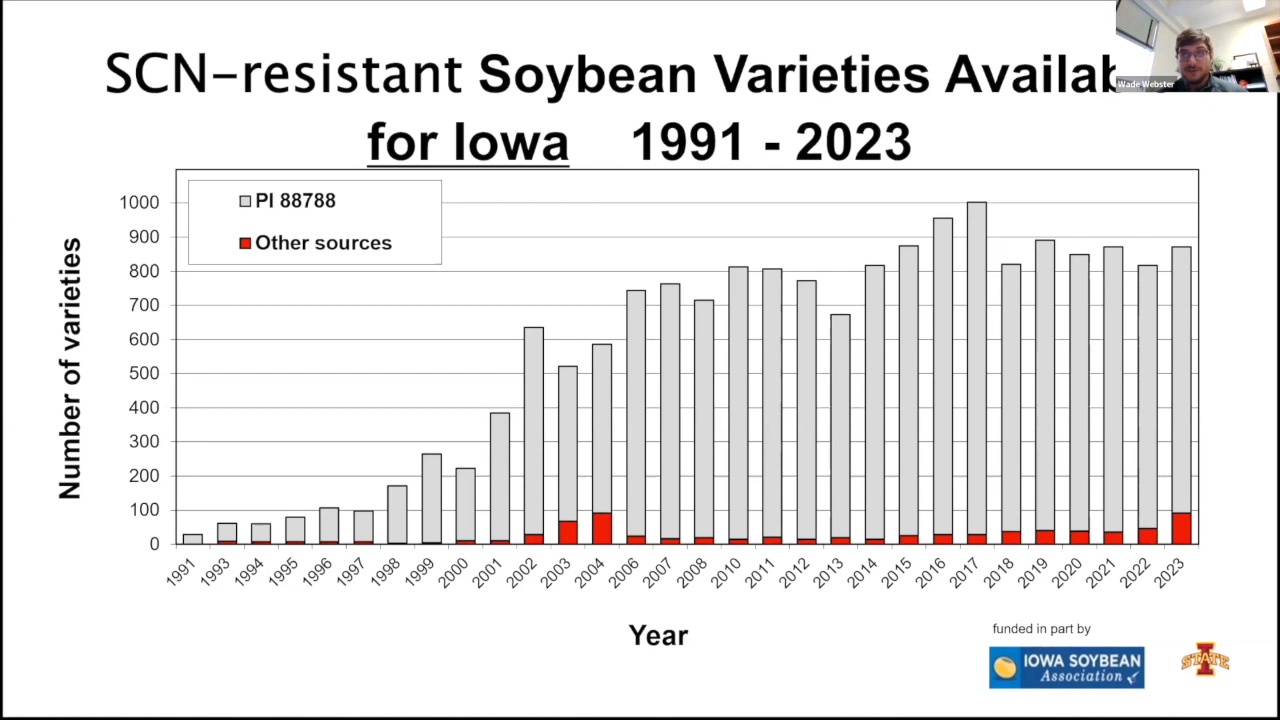 SCN-resistant Soybean Varieties Availab
for Iowa 1991 - 2023
Wade Webster
PI 88788
Other sources
Number of varieties
1000
900
800
700
600
500
400
300
200
100
0
1991 1993 1994 1995 1996 1997 1998 1999 2000 2001 2002 2003 2004 2006 2007 2008 2010 2011 2012 2013 2014 2015 2016 2017 2018 2019 2020 2021 2022 2023
Year
funded in part by
IOWA SOYBEAN
Association
I
STATE